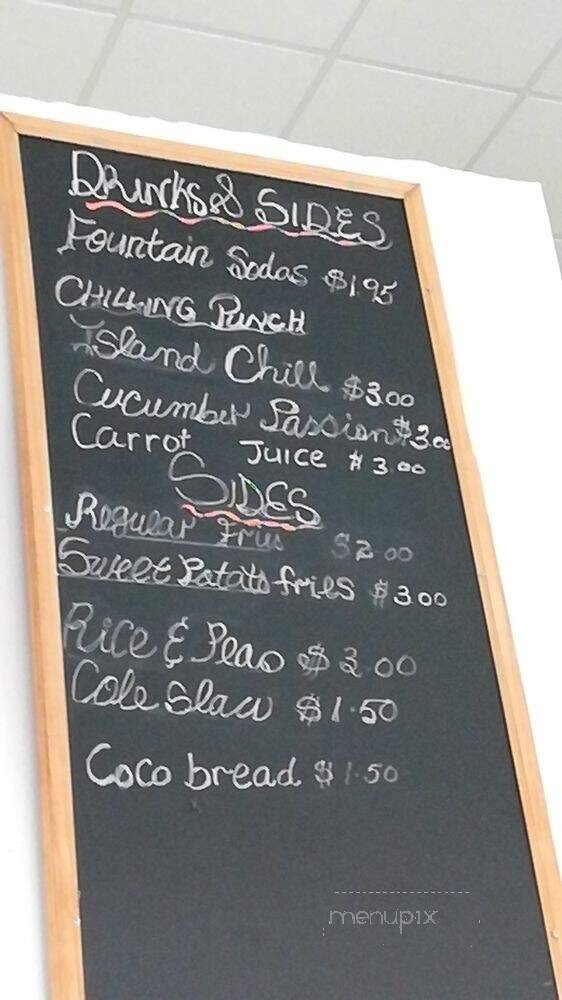 DRINKS & SIDES
Fountain Sodas $1.95
CHILLING PUNCH
Island Chill $3.00
Cucumber Passion $3.00
Carrot Juice $3.00
SIDES
Regular Fries $2.00
Sweet Potato fries $3.00
Rice & Peas $3.00
Cole Slaw $1.50
Coco bread $1.50
menupix